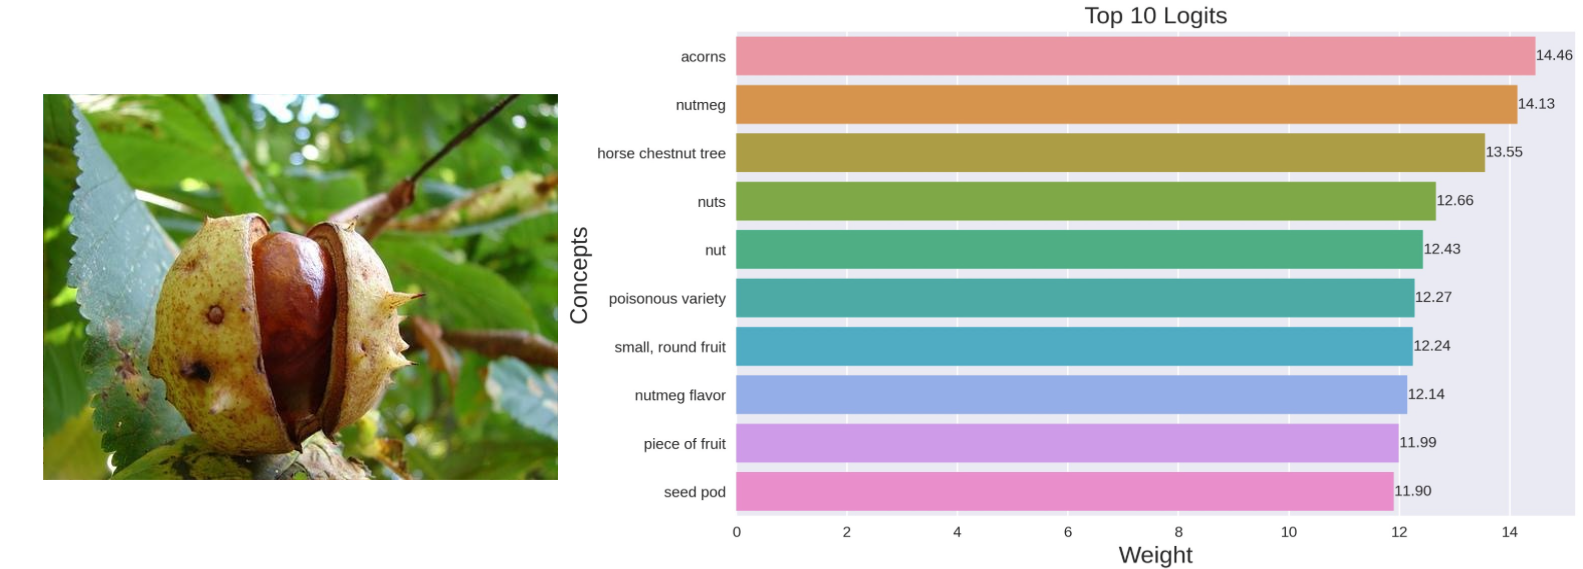 Top 10 Logits
Concepts
acorns 14.46
nutmeg 14.13
horse chestnut tree 13.55
nuts 12.66
nut 12.43
poisonous variety 12.27
small, round fruit 12.24
nutmeg flavor 12.14
piece of fruit 11.99
seed pod 11.90
0 2 4 6 8 10 12 14
Weight